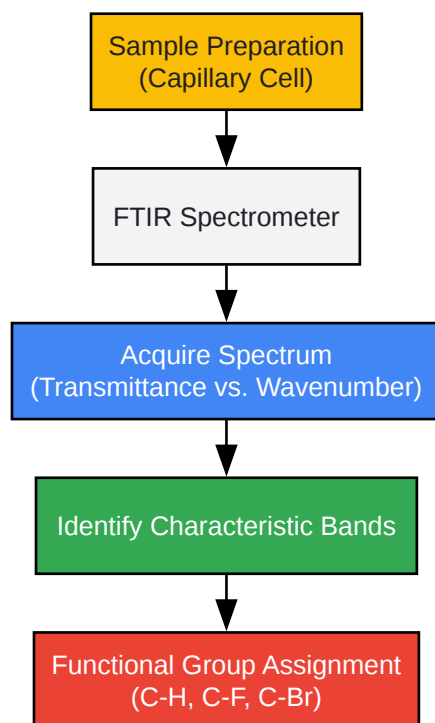 Sample Preparation
(Capillary Cell)
FTIR Spectrometer
Acquire Spectrum
(Transmittance vs. Wavenumber)
Identify Characteristic Bands
Functional Group Assignment
(C-H, C-F, C-Br)